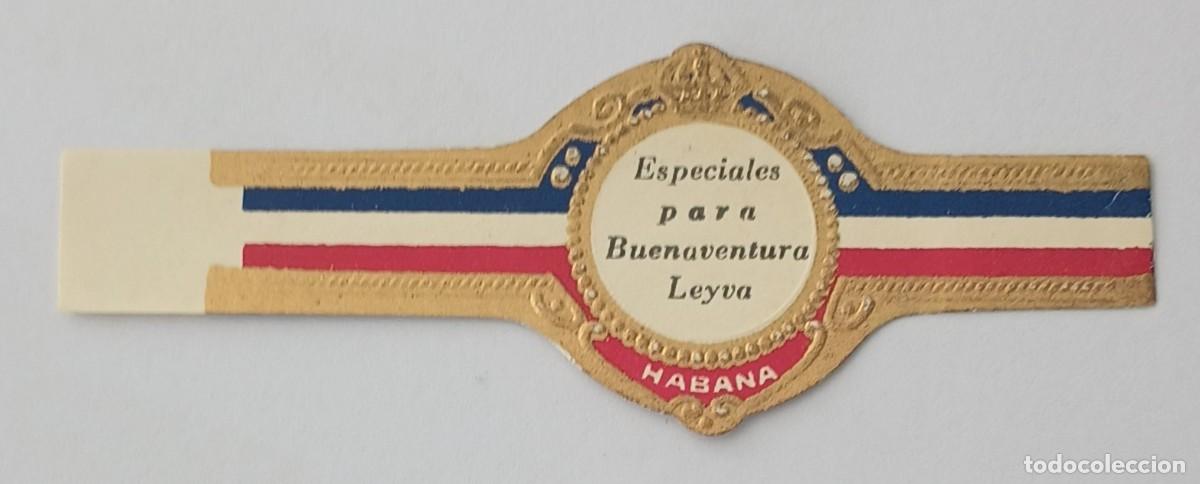 Especiales
para
Buenaventura
Leyva
HABANA
todocoleccion